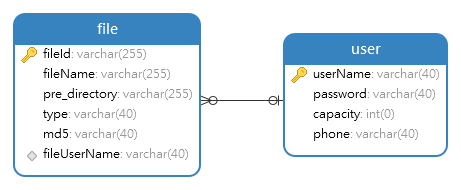 file
fileId: varchar(255)
fileName: varchar(255)
pre_directory: varchar(255)
type: varchar(40)
md5: varchar(40)
fileUserName: varchar(40)
user
userName: varchar(40)
password: varchar(40)
capacity: int(0)
phone: varchar(40)